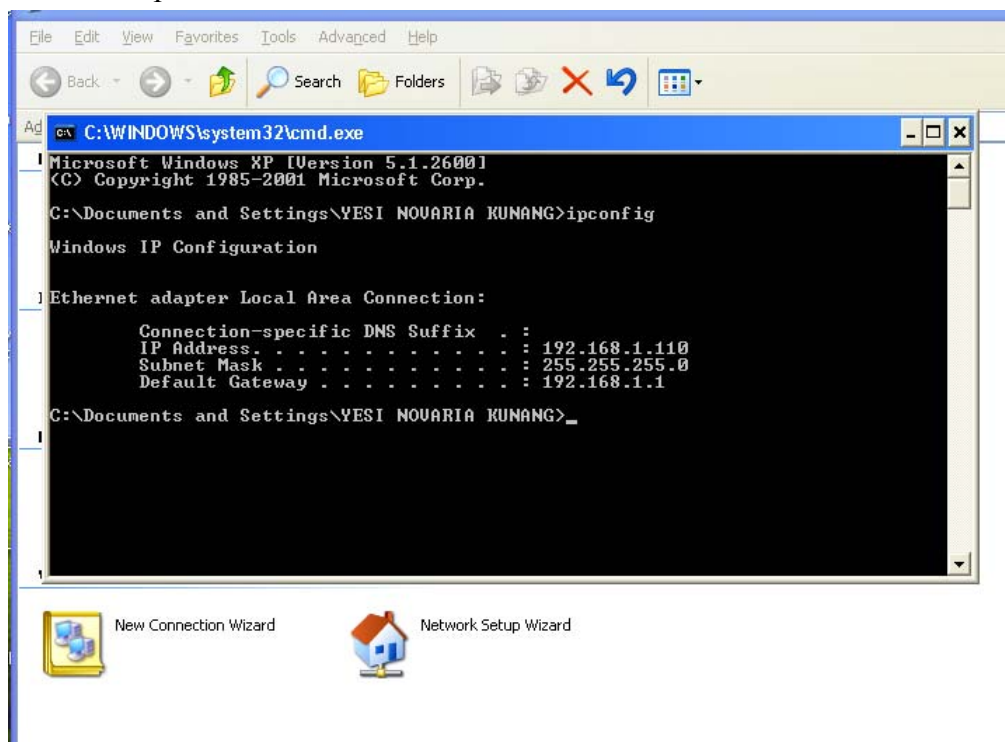 File Edit View Favorites Tools Advanced Help
Back Search Folders
Ad
C:\WINDOWS\system32\cmd.exe
Microsoft Windows XP [Version 5.1.2600]
(C) Copyright 1985-2001 Microsoft Corp.
C:\Documents and Settings\YESI NOVARIA KUNANG>ipconfig
Windows IP Configuration
Ethernet adapter Local Area Connection:
Connection-specific DNS Suffix . :
IP Address. . . . . . . . . . . . : 192.168.1.110
Subnet Mask . . . . . . . . . . . : 255.255.255.0
Default Gateway . . . . . . . . . : 192.168.1.1
C:\Documents and Settings\YESI NOVARIA KUNANG>_
New Connection Wizard Network Setup Wizard